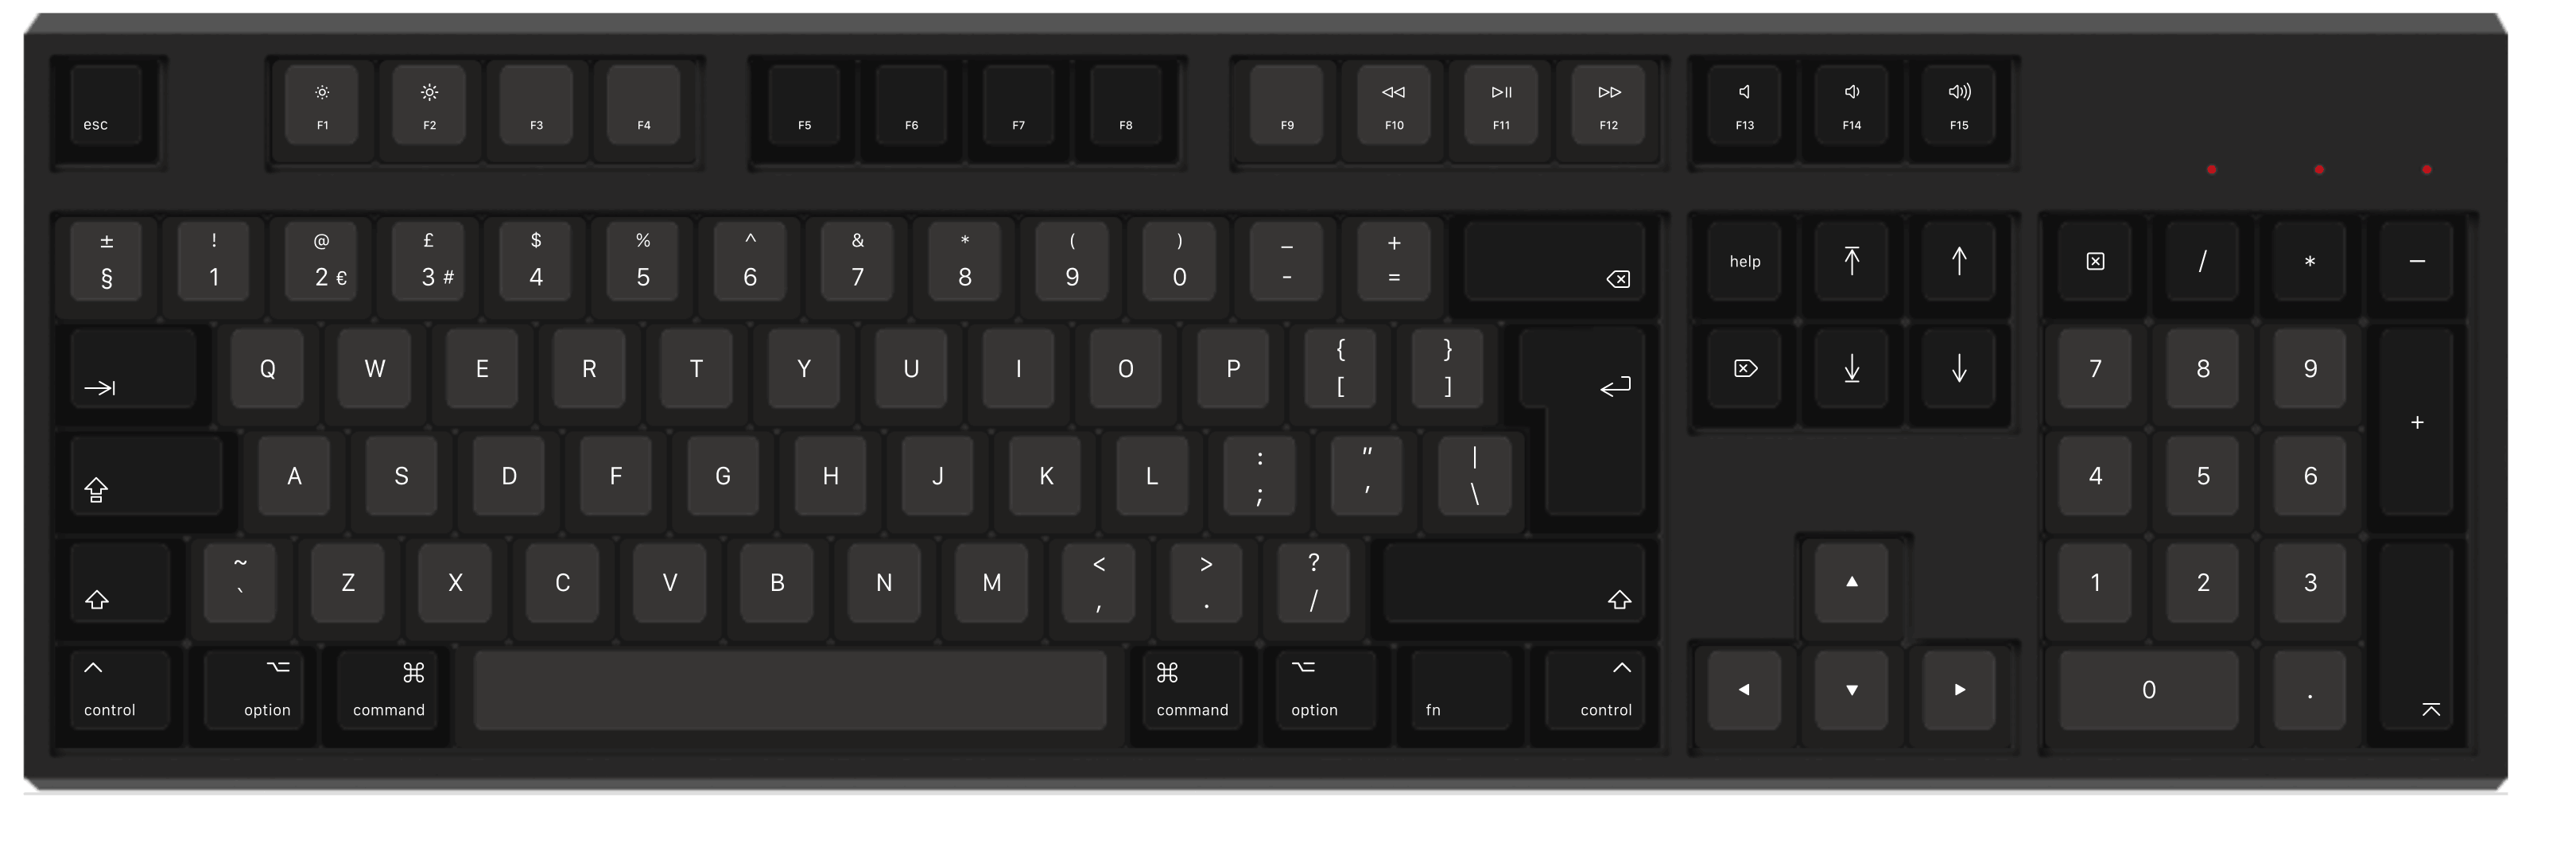 esc F1 F2 F3 F4 F5 F6 F7 F8 F9 F10 F11 F12 F13 F14 F15
± ! @ £ $ % ^ & * ( ) _ +
§ 1 2 € 3 # 4 5 6 7 8 9 0 - = help / * −
Q W E R T Y U I O P { [ } ] 7 8 9 +
A S D F G H J K L : ; " ' | \ 4 5 6
~ ` Z X C V B N M < , > . ? / 1 2 3
control option ⌘ command ⌘ command option fn control 0 .